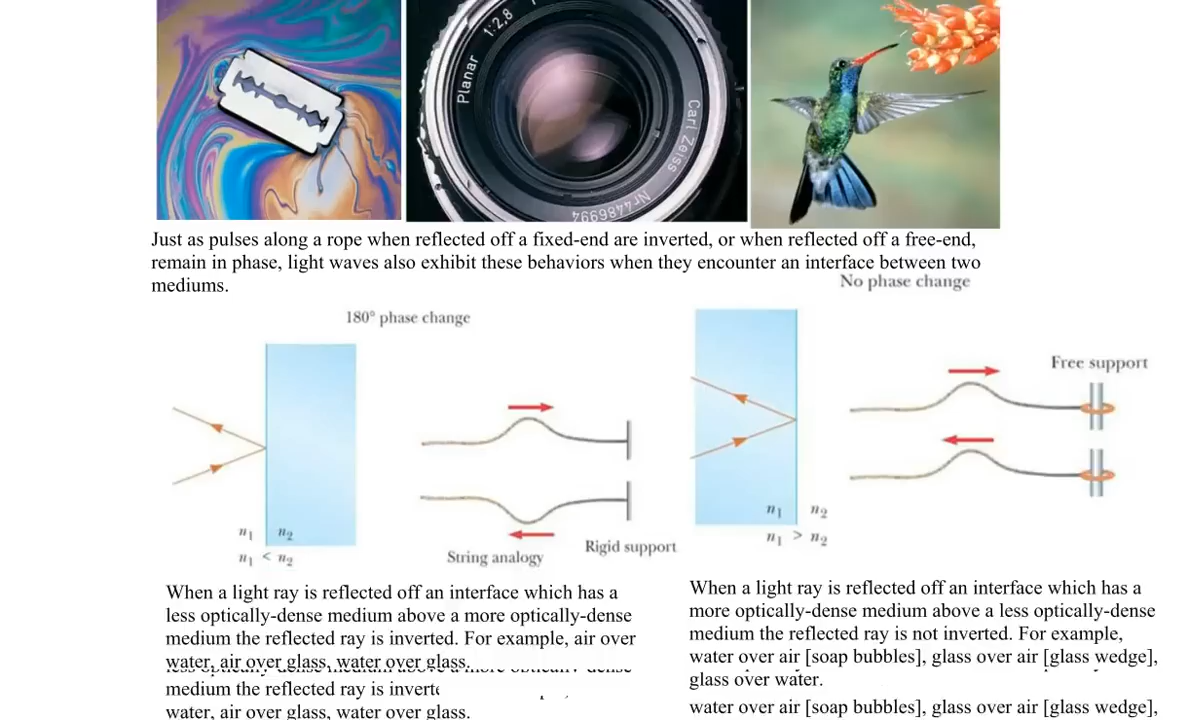 Planar
1:2,8
Carl Zeiss
Nr 4486994
Just as pulses along a rope when reflected off a fixed-end are inverted, or when reflected off a free-end,
remain in phase, light waves also exhibit these behaviors when they encounter an interface between two
mediums.
No phase change
180° phase change
Free support
n₁ n₂
n₁ < n₂
String analogy
Rigid support
n₁ n₂
n₁ > n₂
When a light ray is reflected off an interface which has a
less optically-dense medium above a more optically-dense
medium the reflected ray is inverted. For example, air over
water, air over glass, water over glass.
medium the reflected ray is
water, air over glass, water over glass.
When a light ray is reflected off an interface which has a
more optically-dense medium above a less optically-dense
medium the reflected ray is not inverted. For example,
water over air [soap bubbles], glass over air [glass wedge],
glass over water.
water over air [soap bubbles], glass over air [glass wedge],